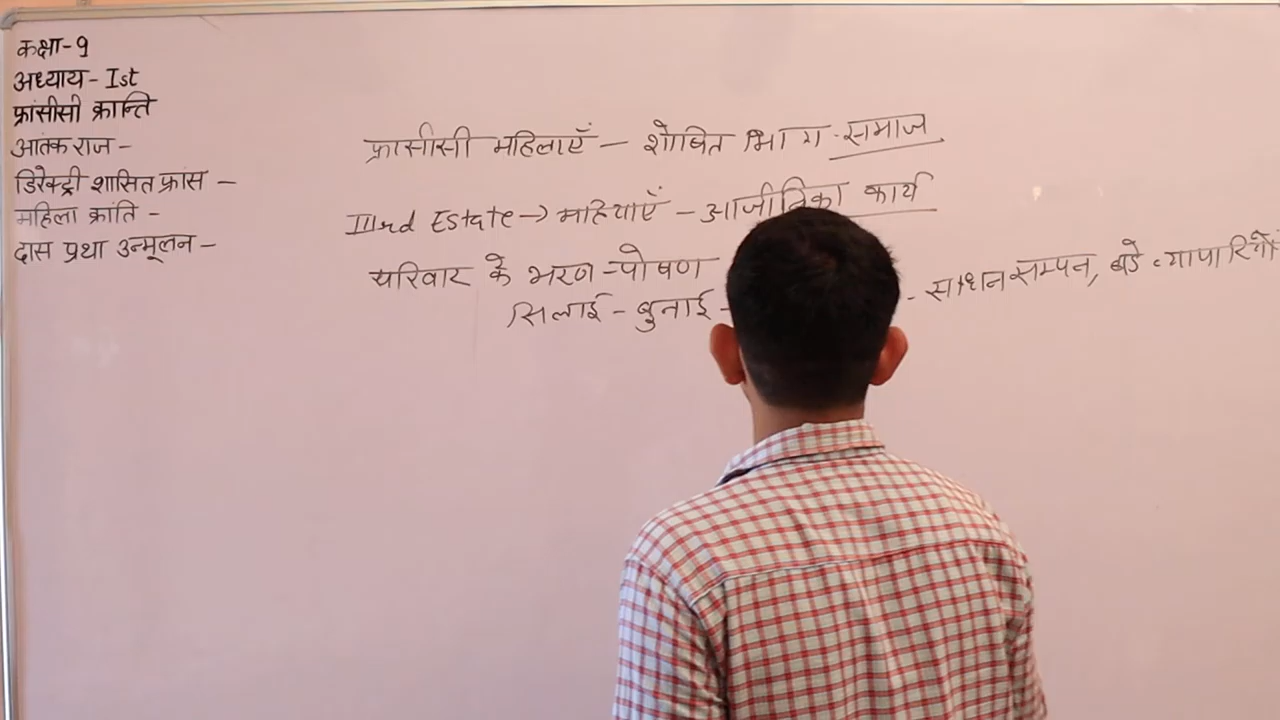 कक्षा-9
अध्याय- Ist
फ्रांसीसी क्रान्ति
आतंक राज -
डिरेक्ट्री शासित फ्रांस -
महिला क्रांति -
दास प्रथा उन्मूलन -
फ्रासीसी महिलाएँ - शोषित भाग - समाज
IIIrd Estate → महियाएँ - आजीविका कार्य
परिवार के भरण-पोषण
सिलाई - बुनाई - - साधन सम्पन, बडे व्यापारियों